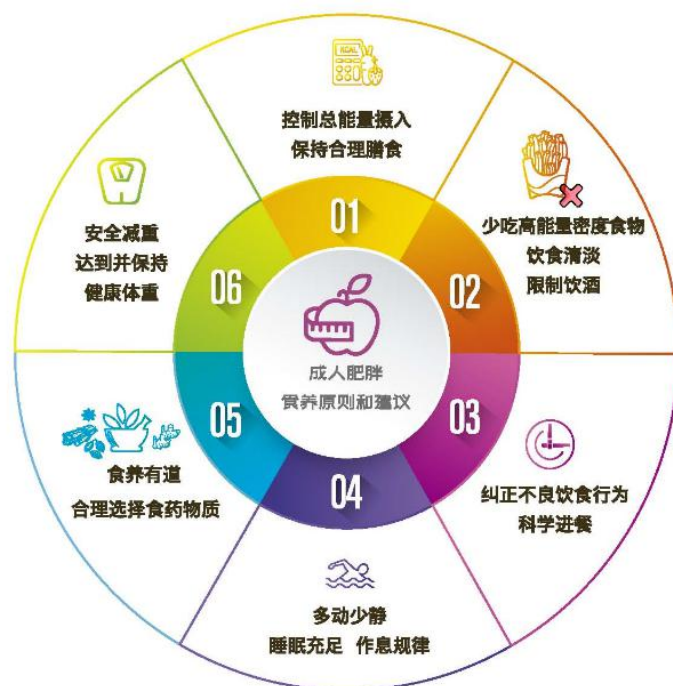 KCAL
01
控制总能量摄入
保持合理膳食
02
少吃高能量密度食物
饮食清淡
限制饮酒
03
纠正不良饮食行为
科学进餐
04
多动少静
睡眠充足 作息规律
05
食养有道
合理选择食药物质
06
安全减重
达到并保持
健康体重
成人肥胖
食养原则和建议